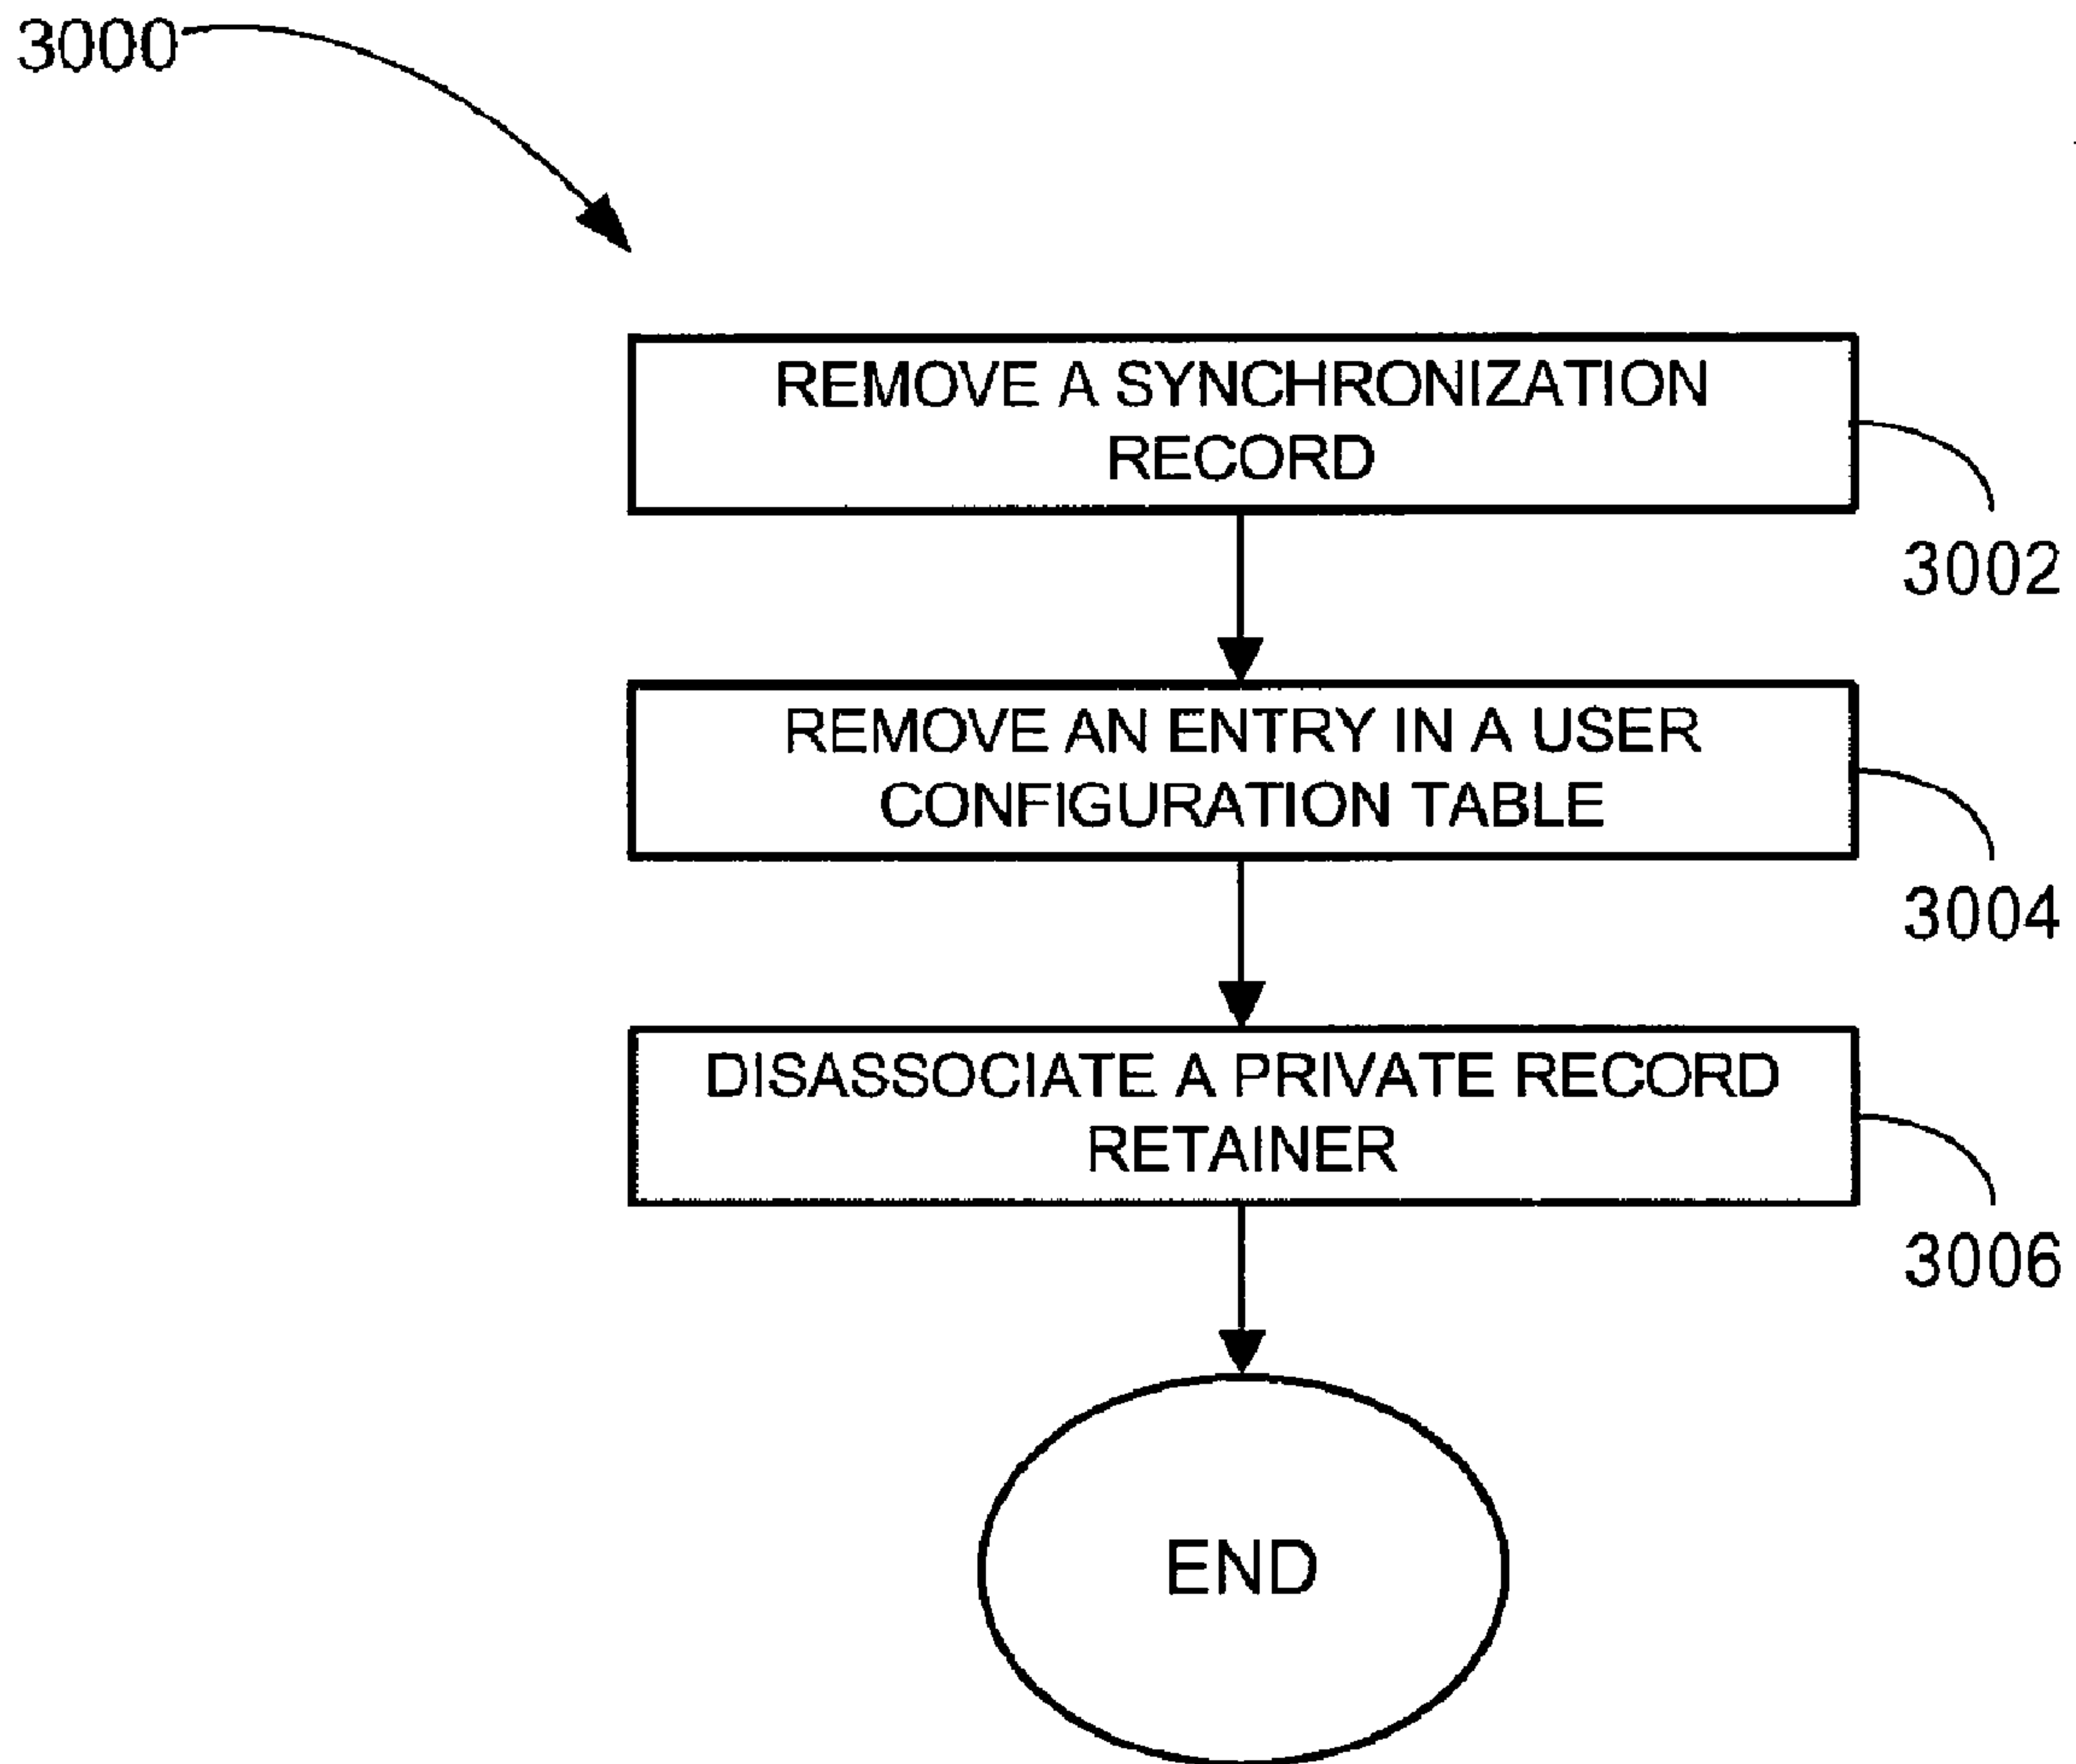 3000
REMOVE A SYNCHRONIZATION
RECORD
3002
REMOVE AN ENTRY IN A USER
CONFIGURATION TABLE
3004
DISASSOCIATE A PRIVATE RECORD
RETAINER
3006
END